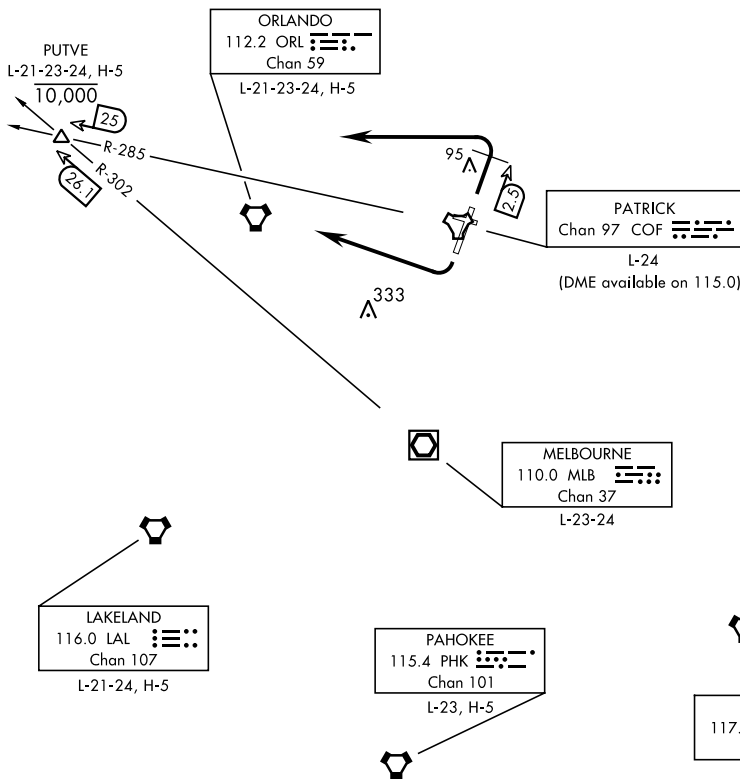 ORLANDO
112.2 ORL
Chan 59
L-21-23-24, H-5
PUTVE
L-21-23-24, H-5
10,000
25
R-285
26.1
R-302
95
2.5
PATRICK
Chan 97 COF
L-24
(DME available on 115.0)
333
MELBOURNE
110.0 MLB
Chan 37
L-23-24
LAKELAND
116.0 LAL
Chan 107
L-21-24, H-5
PAHOKEE
115.4 PHK
Chan 101
L-23, H-5
117.